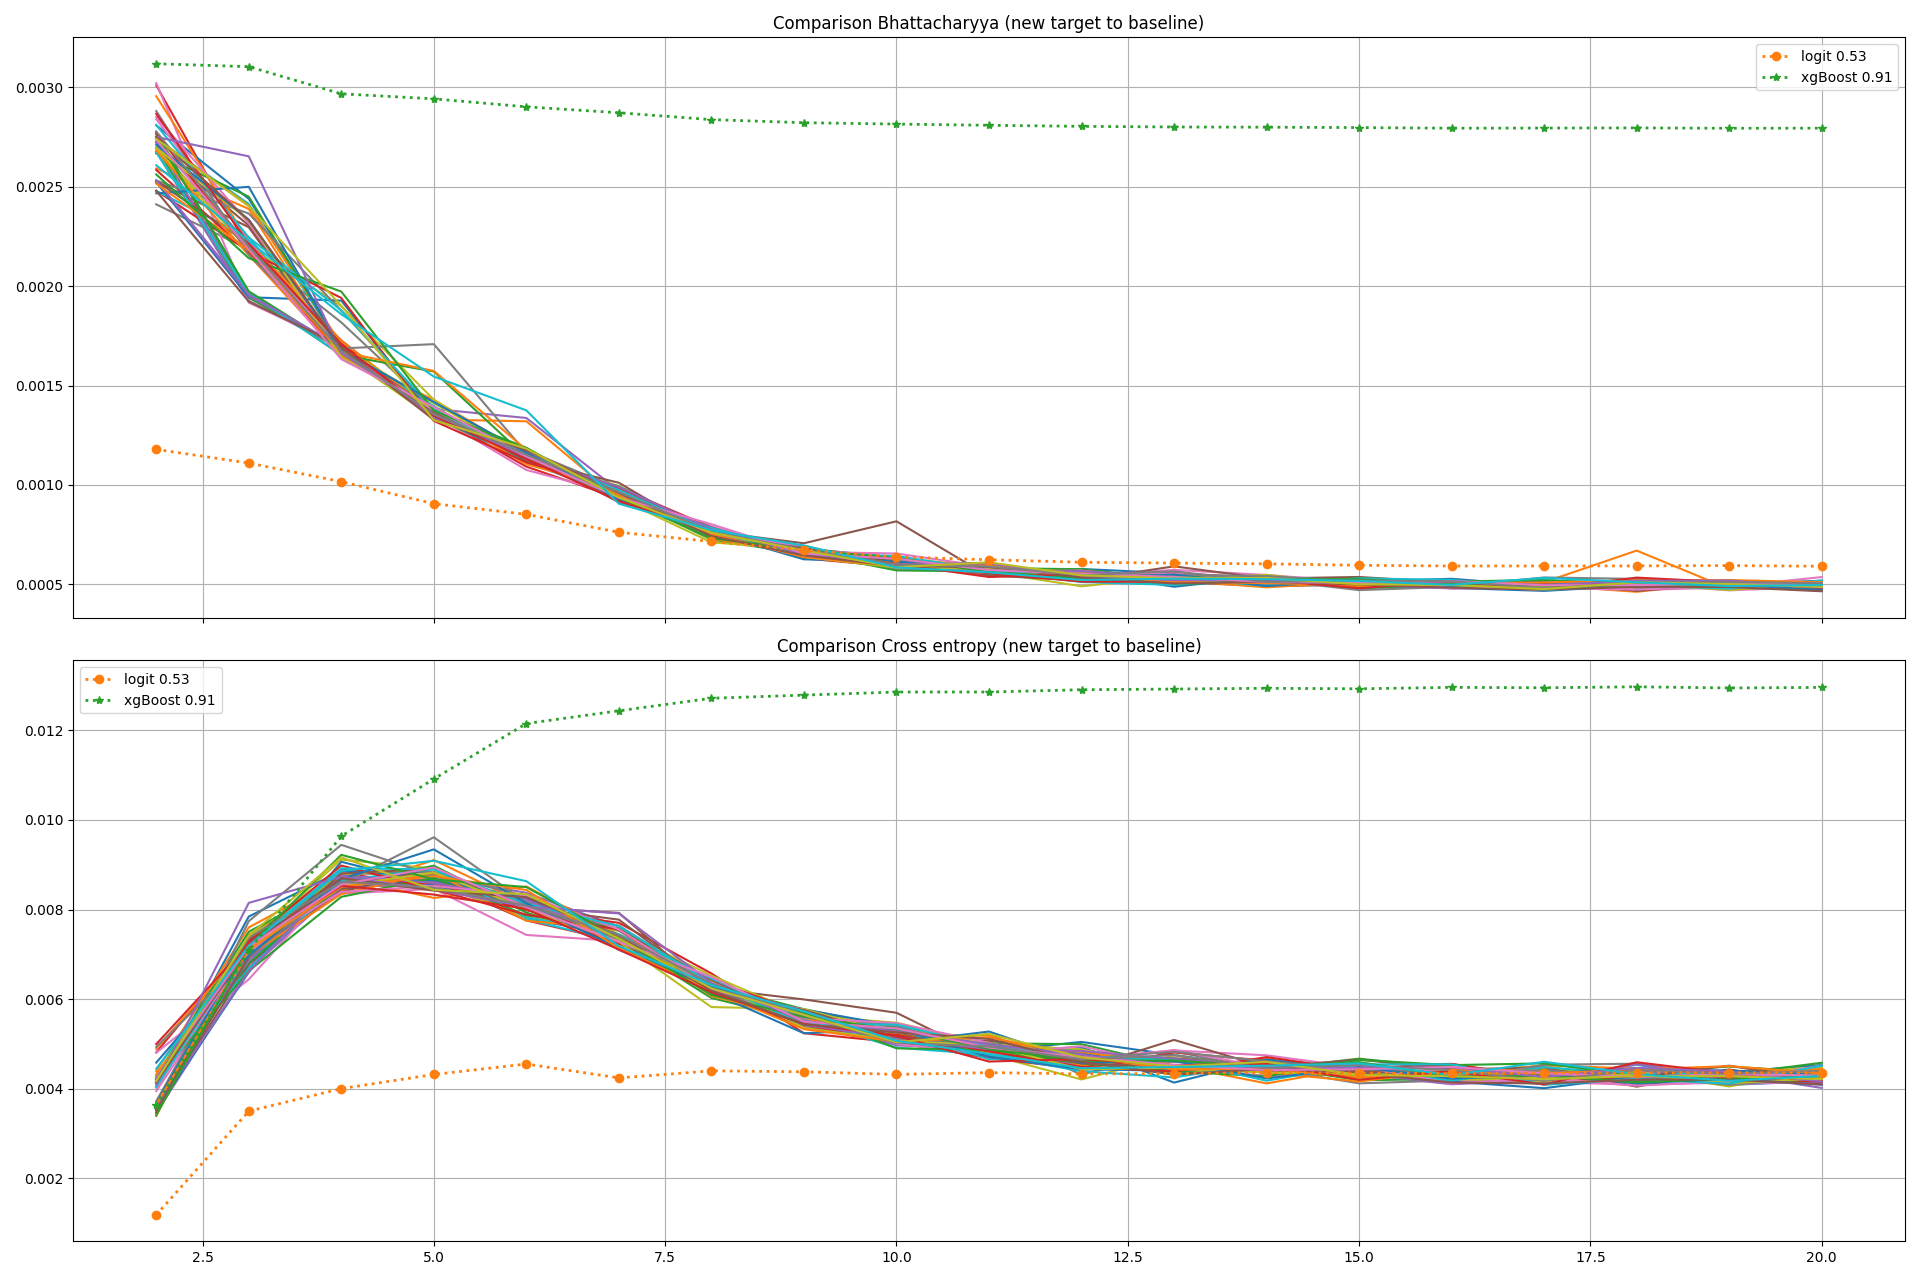 Comparison Bhattacharyya (new target to baseline)
logit 0.53
xgBoost 0.91
0.0030
0.0025
0.0020
0.0015
0.0010
0.0005
Comparison Cross entropy (new target to baseline)
logit 0.53
xgBoost 0.91
0.012
0.010
0.008
0.006
0.004
0.002
2.5 5.0 7.5 10.0 12.5 15.0 17.5 20.0